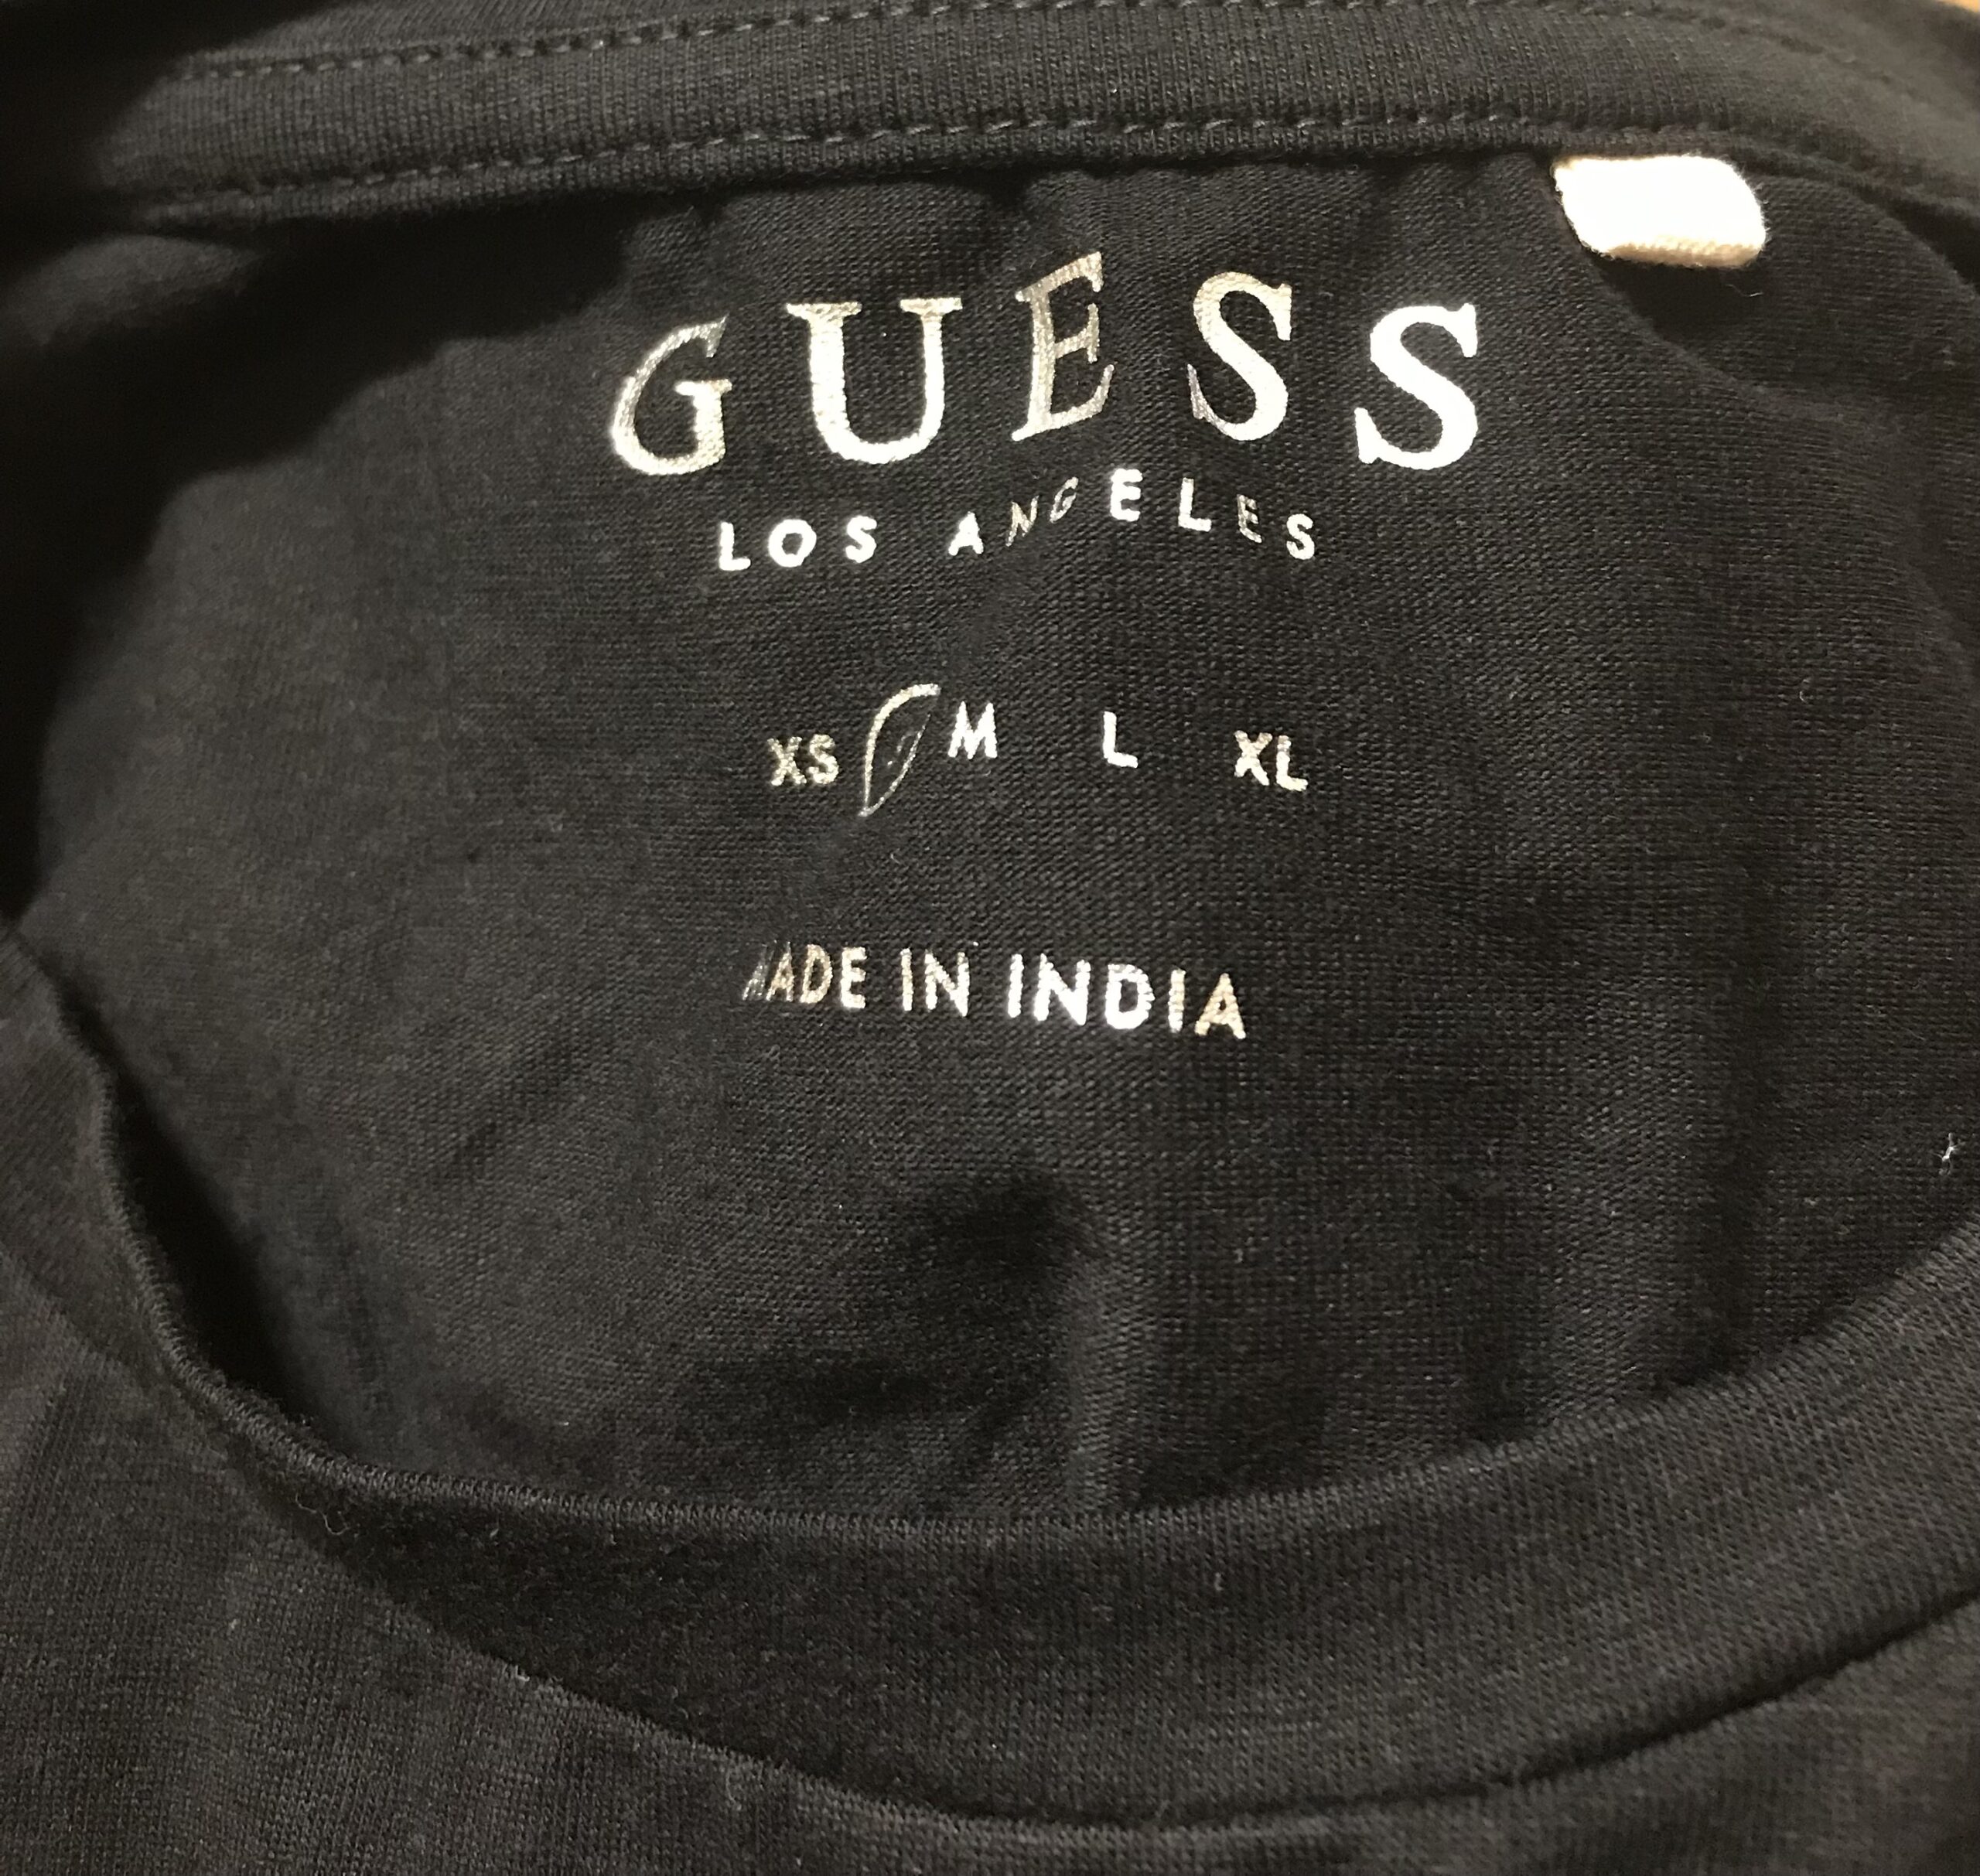 GUESS
LOS ANGELES
XS M L XL
MADE IN INDIA